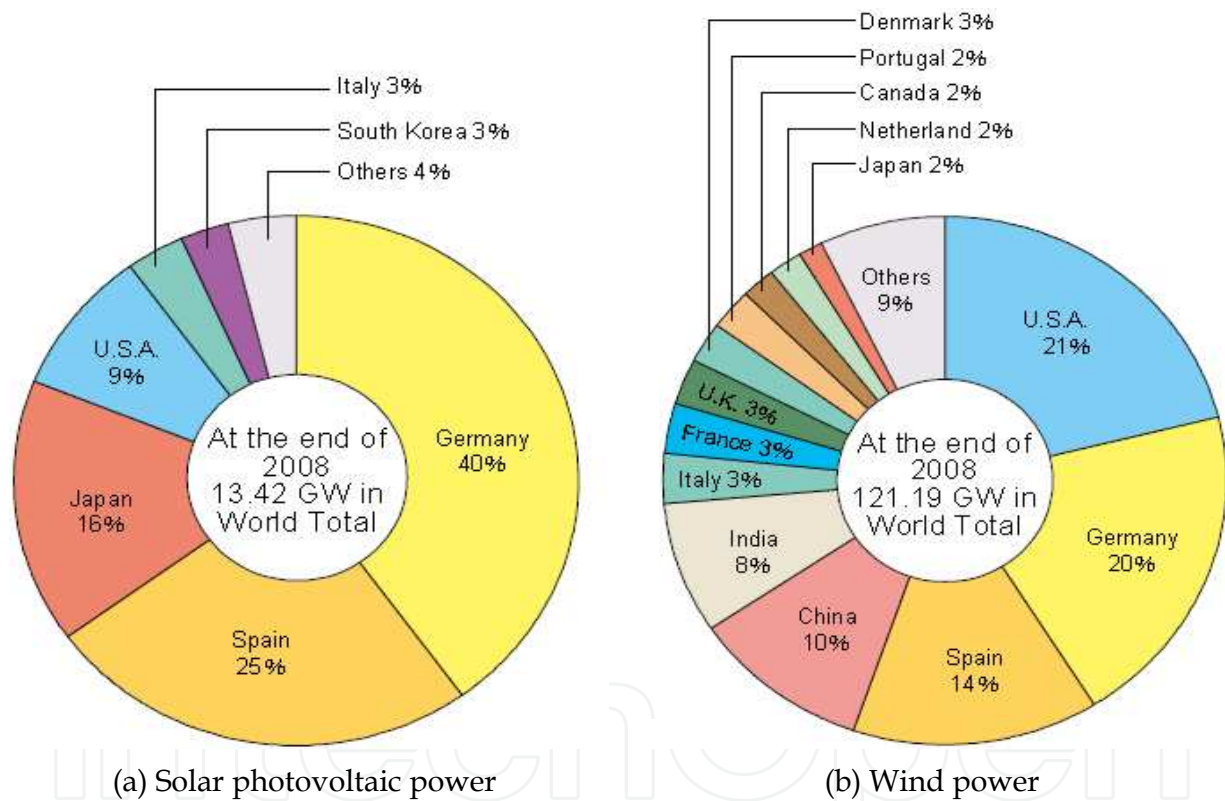 Italy 3%
South Korea 3%
Others 4%
U.S.A.
9%
Germany
40%
Japan
16%
Spain
25%
At the end of
2008
13.42 GW in
World Total
(a) Solar photovoltaic power
Denmark 3%
Portugal 2%
Canada 2%
Netherland 2%
Japan 2%
Others
9%
U.S.A.
21%
U.K. 3%
France 3%
Italy 3%
Germany
20%
India
8%
China
10%
Spain
14%
At the end of
2008
121.19 GW in
World Total
(b) Wind power
intechopen